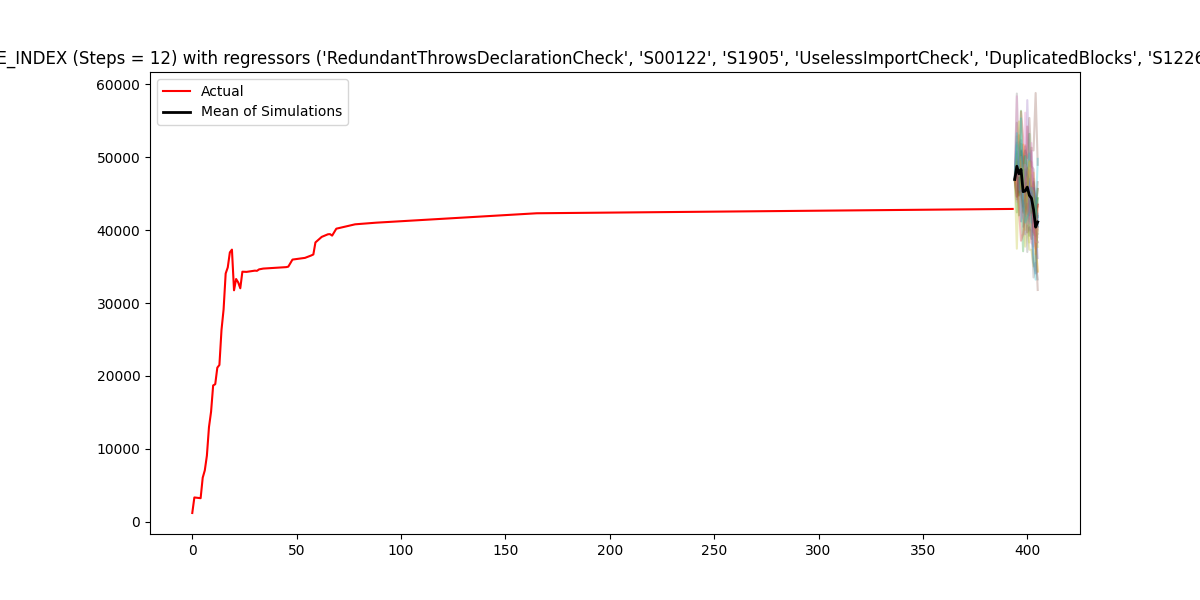 E_INDEX (Steps = 12) with regressors ('RedundantThrowsDeclarationCheck', 'S00122', 'S1905', 'UselessImportCheck', 'DuplicatedBlocks', 'S1226
Actual
Mean of Simulations
60000
50000
40000
30000
20000
10000
0
0 50 100 150 200 250 300 350 400